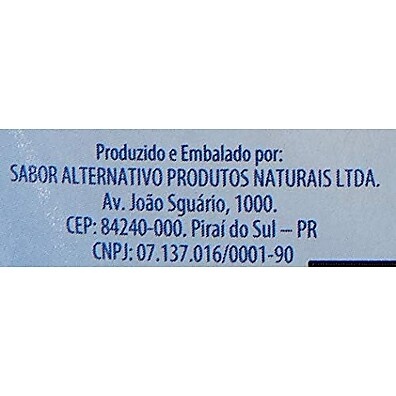 Produzido e Embalado por:
SABOR ALTERNATIVO PRODUTOS NATURAIS LTDA.
Av. João Sguário, 1000.
CEP: 84240-000. Piraí do Sul – PR
CNPJ: 07.137.016/0001-90